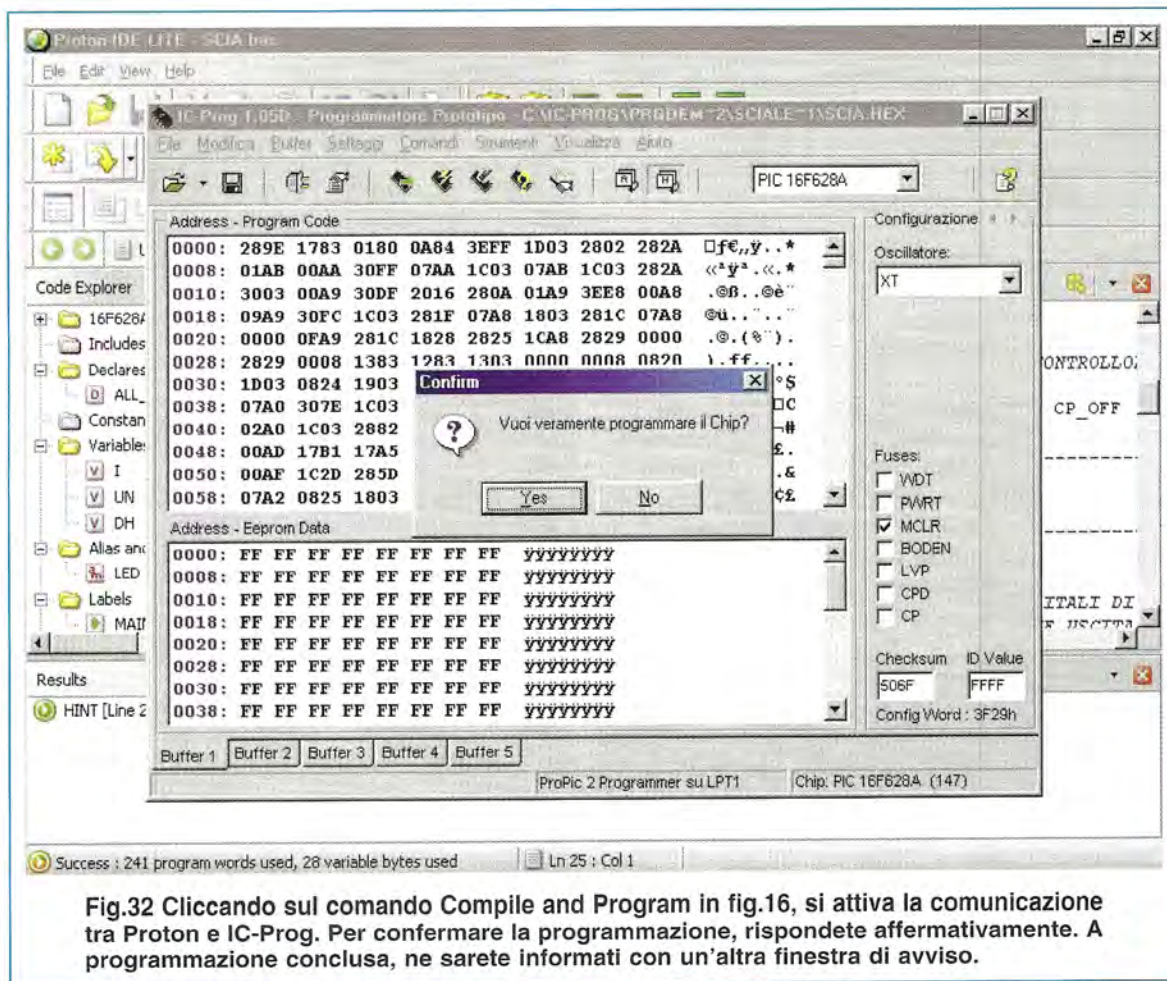 Proton IDE LITE - SCIA.bas
File Edit View Help
IC-Prog 1.05D - Programmatore Prototipo - C:\IC-PROG\PRGDEM~2\SCIALE~1\SCIA.HEX
File Modifica Buffer Settaggi Comandi Strumenti Visualizza Aiuto
PIC 16F628A
Address - Program Code
0000: 289E 1783 0180 0A84 3EFF 1D03 2802 282A
0008: 01AB 00AA 30FF 07AA 1C03 07AB 1C03 282A
0010: 3003 00A9 30DF 2016 280A 01A9 3EE8 00A8
0018: 09A9 30FC 1C03 281F 07A8 1803 281C 07A8
0020: 0000 0FA9 281C 1828 2825 1CA8 2829 0000
0028: 2829 0008 1383 1283 1303 0000 0008 0820
0030: 1D03 0824 1903
0038: 07A0 307E 1C03
0040: 02A0 1C03 2882
0048: 00AD 17B1 17A5
0050: 00AF 1C2D 285D
0058: 07A2 0825 1803
Confirm
Vuoi veramente programmare il Chip?
Yes No
Address - Eeprom Data
0000: FF FF FF FF FF FF FF FF ÿÿÿÿÿÿÿÿ
0008: FF FF FF FF FF FF FF FF ÿÿÿÿÿÿÿÿ
0010: FF FF FF FF FF FF FF FF ÿÿÿÿÿÿÿÿ
0018: FF FF FF FF FF FF FF FF ÿÿÿÿÿÿÿÿ
0020: FF FF FF FF FF FF FF FF ÿÿÿÿÿÿÿÿ
0028: FF FF FF FF FF FF FF FF ÿÿÿÿÿÿÿÿ
0030: FF FF FF FF FF FF FF FF ÿÿÿÿÿÿÿÿ
0038: FF FF FF FF FF FF FF FF ÿÿÿÿÿÿÿÿ
Buffer 1 Buffer 2 Buffer 3 Buffer 4 Buffer 5
ProPic 2 Programmer su LPT1
Chip: PIC 16F628A (147)
Configurazione
Oscillatore:
XT
Fuses:
WDT
PWRT
MCLR
BODEN
LVP
CPD
CP
Checksum ID Value
506F FFFF
Config Word : 3F29h
Code Explorer
16F628A
Includes
Declares
ALL_
Constan
Variable
I
UN
DH
Alias and
LED
Labels
MAIN
Results
HINT [Line 2
ONTROLLO
CP_OFF
ITALI DI
Success : 241 program words used, 28 variable bytes used
Ln 25 : Col 1
Fig.32 Cliccando sul comando Compile and Program in fig.16, si attiva la comunicazione
tra Proton e IC-Prog. Per confermare la programmazione, rispondete affermativamente. A
programmazione conclusa, ne sarete informati con un'altra finestra di avviso.